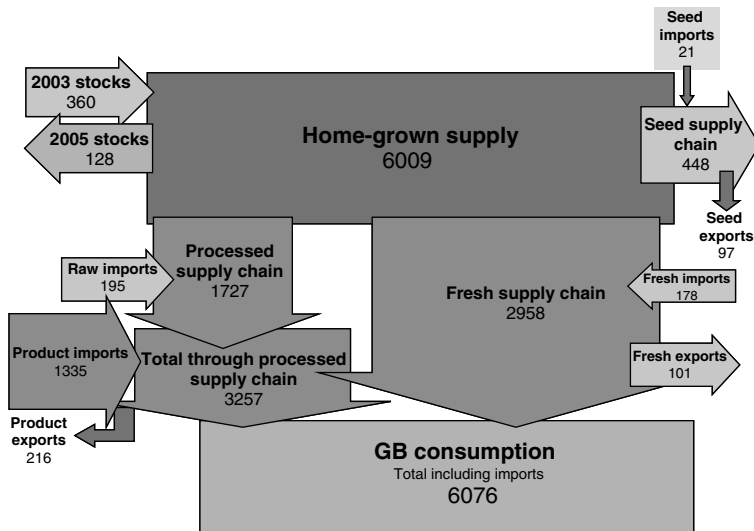 Seed
imports
21
2003 stocks
360
2005 stocks
128
Home-grown supply
6009
Seed supply
chain
448
Seed
exports
97
Raw imports
195
Processed
supply chain
1727
Fresh supply chain
2958
Fresh imports
178
Product imports
1335
Total through processed
supply chain
3257
Fresh exports
101
Product
exports
216
GB consumption
Total including imports
6076